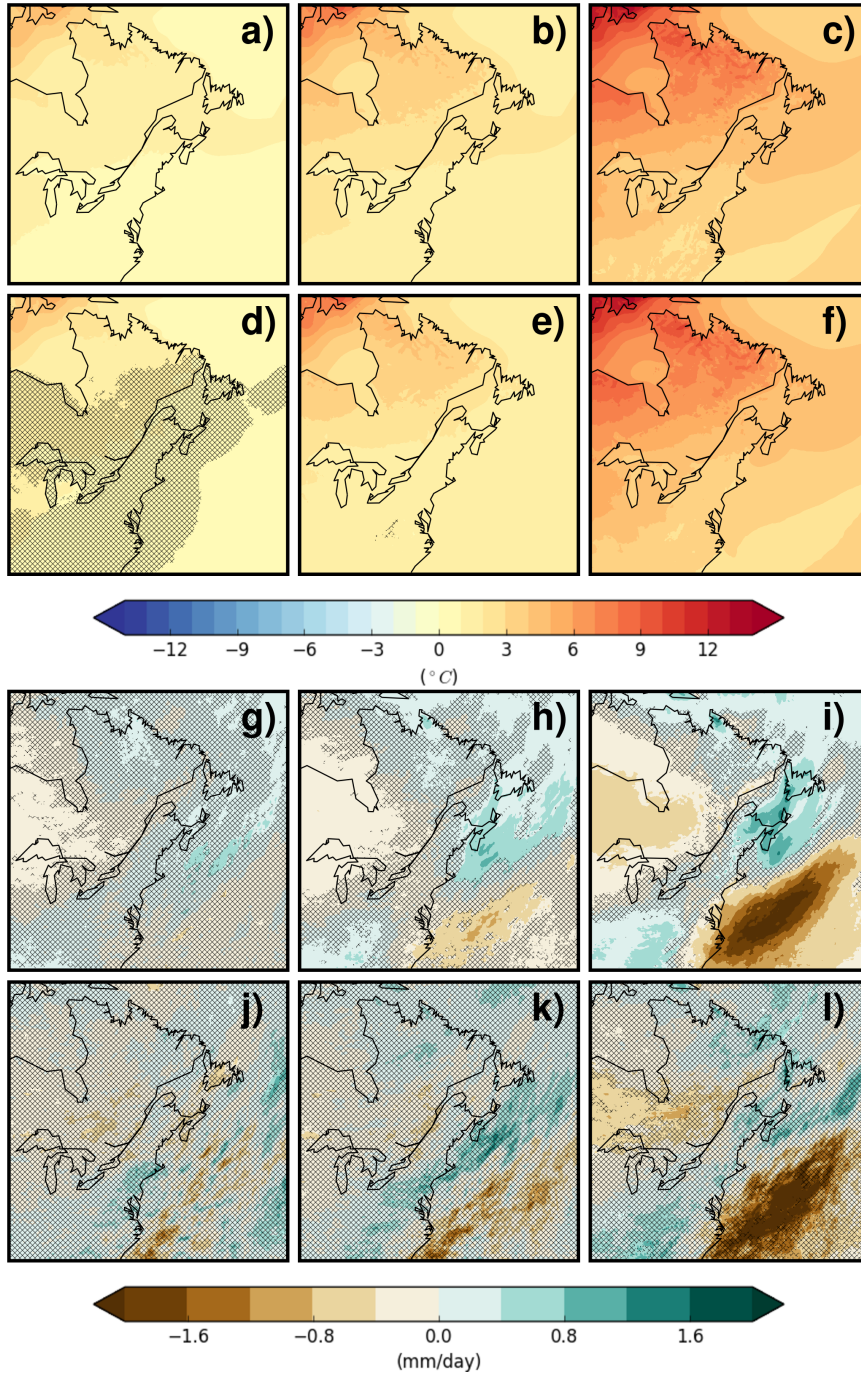 a) b) c)
d) e) f)
−12 −9 −6 −3 0 3 6 9 12
(°C)
g) h) i)
j) k) l)
−1.6 −0.8 0.0 0.8 1.6
(mm/day)